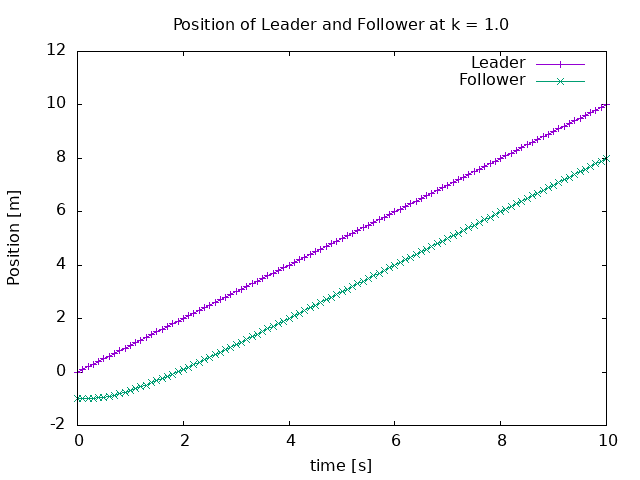 Position of Leader and Follower at k = 1.0
12
10
8
6
4
2
0
-2
Position [m]
Leader
Follower
0 2 4 6 8 10
time [s]